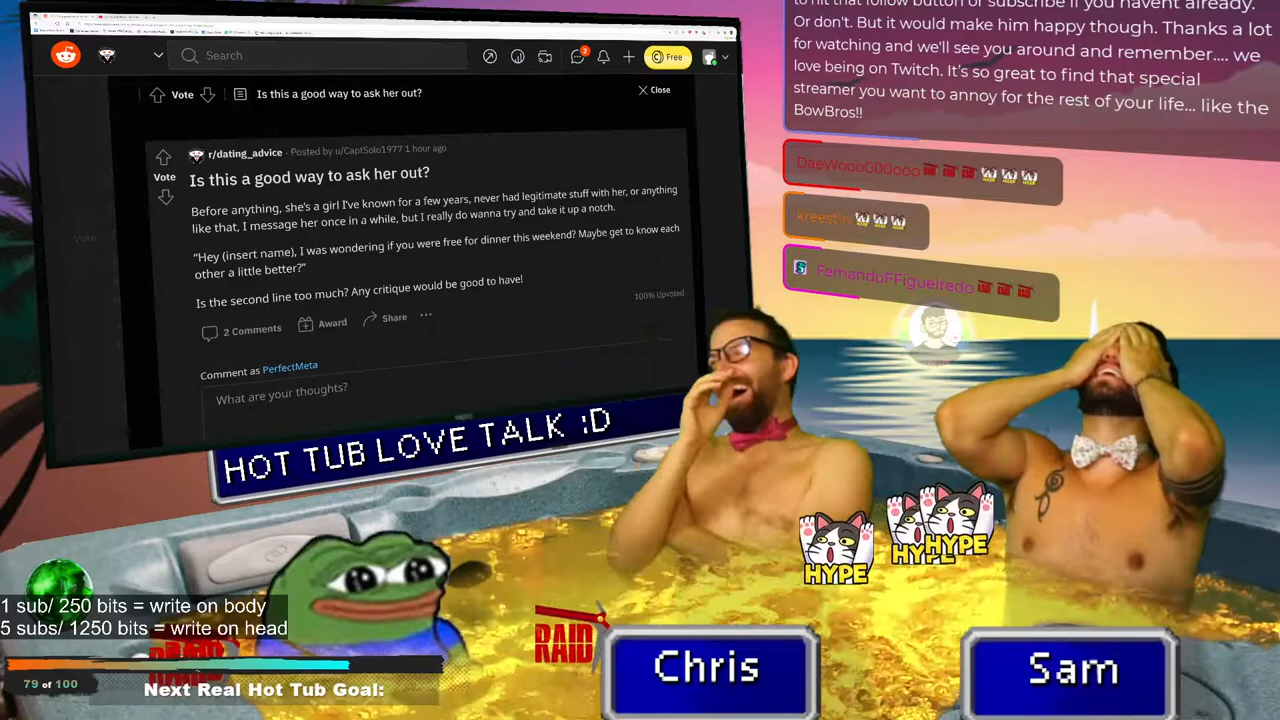 Search
2
Free
Vote
Is this a good way to ask her out?
Close
r/dating_advice · Posted by u/CaptSolo1977 1 hour ago
Vote
Is this a good way to ask her out?
Before anything, she's a girl I've known for a few years, never had legitimate stuff with her, or anything
like that, I message her once in a while, but I really do wanna try and take it up a notch.
“Hey (insert name), I was wondering if you were free for dinner this weekend? Maybe get to know each
other a little better?”
Is the second line too much? Any critique would be good to have!
100% Upvoted
2 Comments
Award
Share
Comment as PerfectMeta
What are your thoughts?
Vote
HOT TUB LOVE TALK :D
to hit that follow button or subscribe if you havent already.
Or don't. But it would make him happy though. Thanks a lot
for watching and we'll see you around and remember.... we
love being on Twitch. It's so great to find that special
streamer you want to annoy for the rest of your life... like the
BowBros!!
DaeWooo000ooo
kreestin
FernandoFFigueiredo
HYPE
HYPE
HYPE
1 sub/ 250 bits = write on body
5 subs/ 1250 bits = write on head
RAID
RAID
79 of 100
Next Real Hot Tub Goal:
Chris
Sam